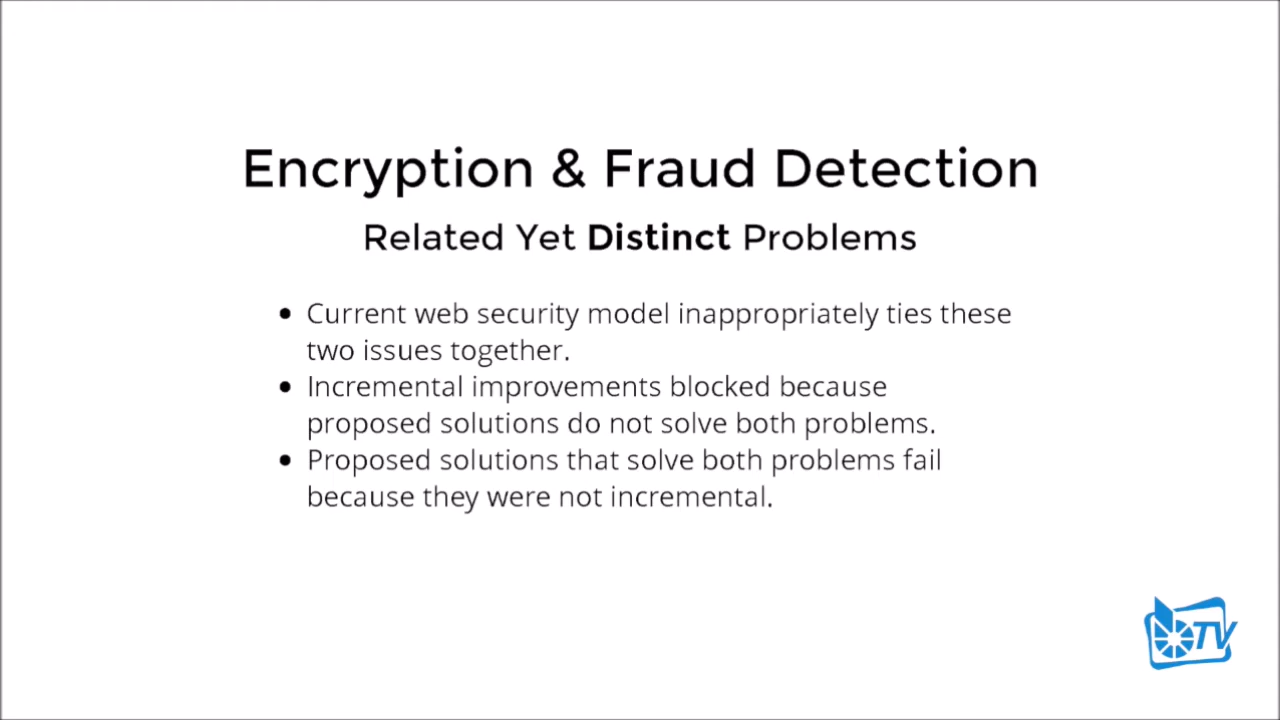 Encryption & Fraud Detection
Related Yet Distinct Problems
• Current web security model inappropriately ties these
two issues together.
• Incremental improvements blocked because
proposed solutions do not solve both problems.
• Proposed solutions that solve both problems fail
because they were not incremental.
TV